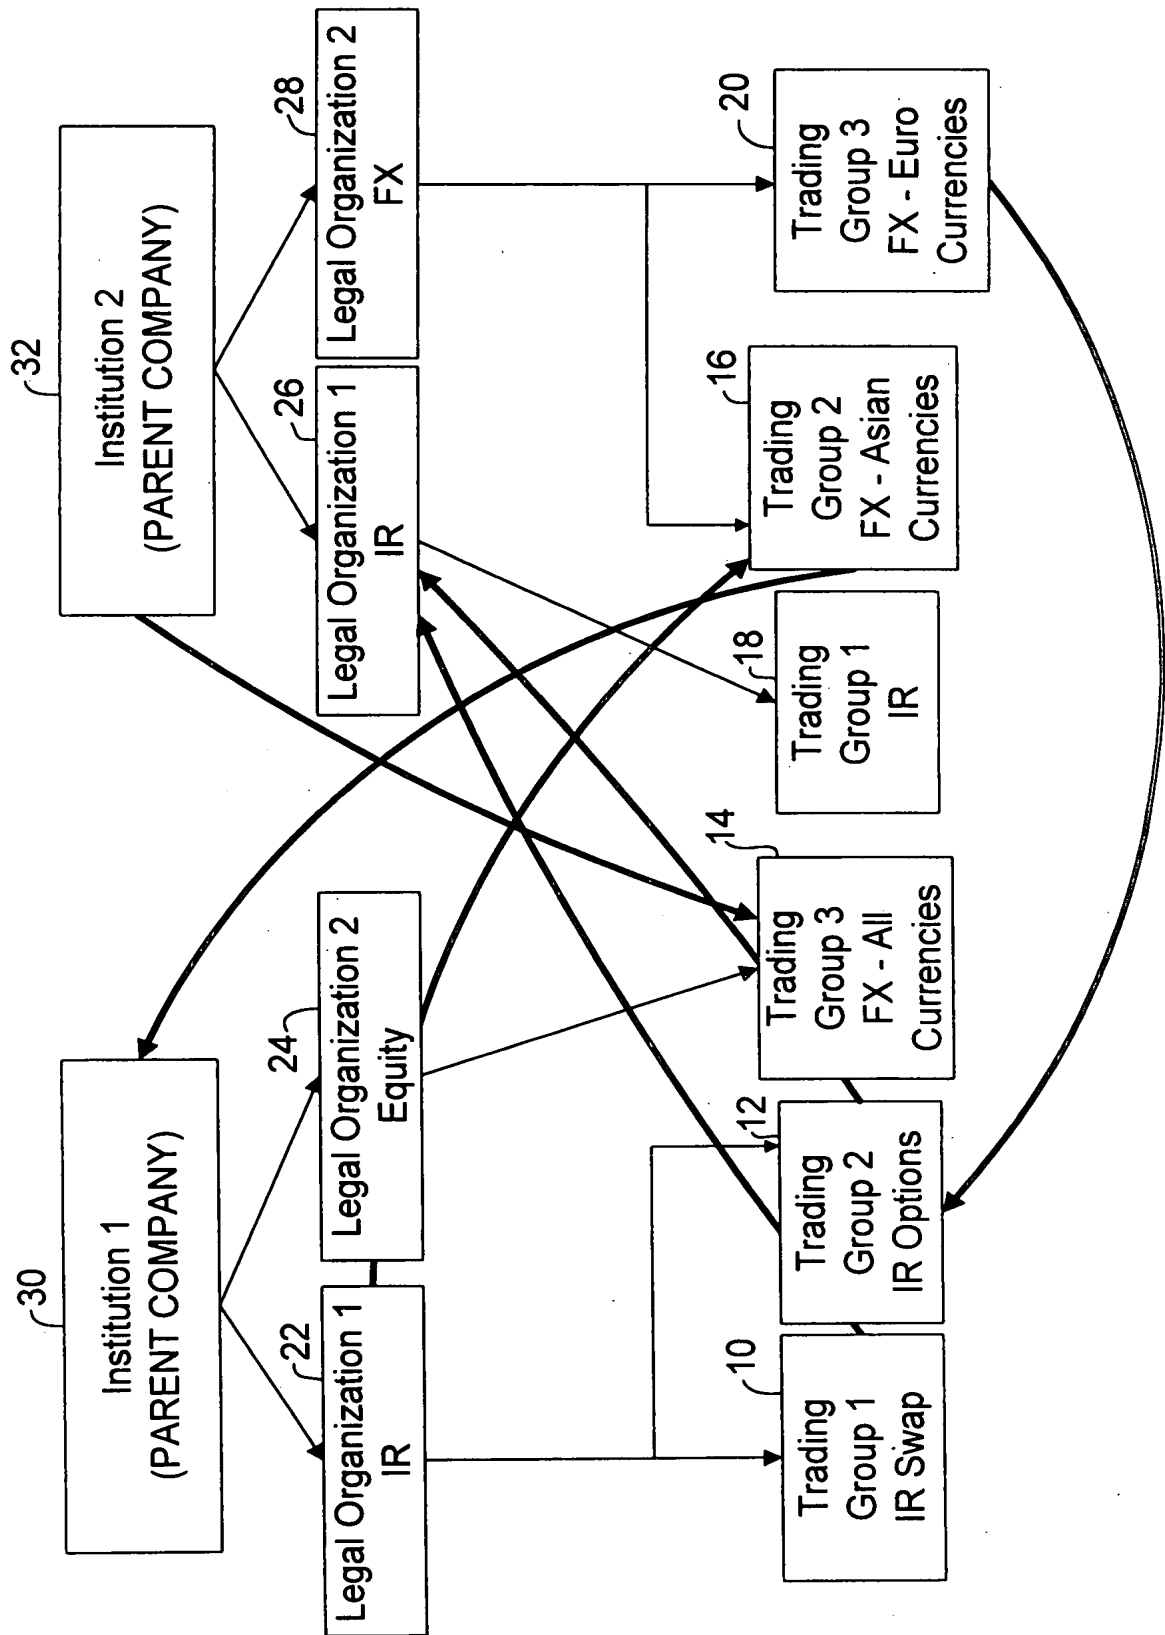 30
Institution 1
(PARENT COMPANY)
32
Institution 2
(PARENT COMPANY)
22
Legal Organization 1
IR
24
Legal Organization 2
Equity
26
Legal Organization 1
IR
28
Legal Organization 2
FX
10
Trading
Group 1
IR Swap
12
Trading
Group 2
IR Options
14
Trading
Group 3
FX - All
Currencies
18
Trading
Group 1
IR
16
Trading
Group 2
FX - Asian
Currencies
20
Trading
Group 3
FX - Euro
Currencies